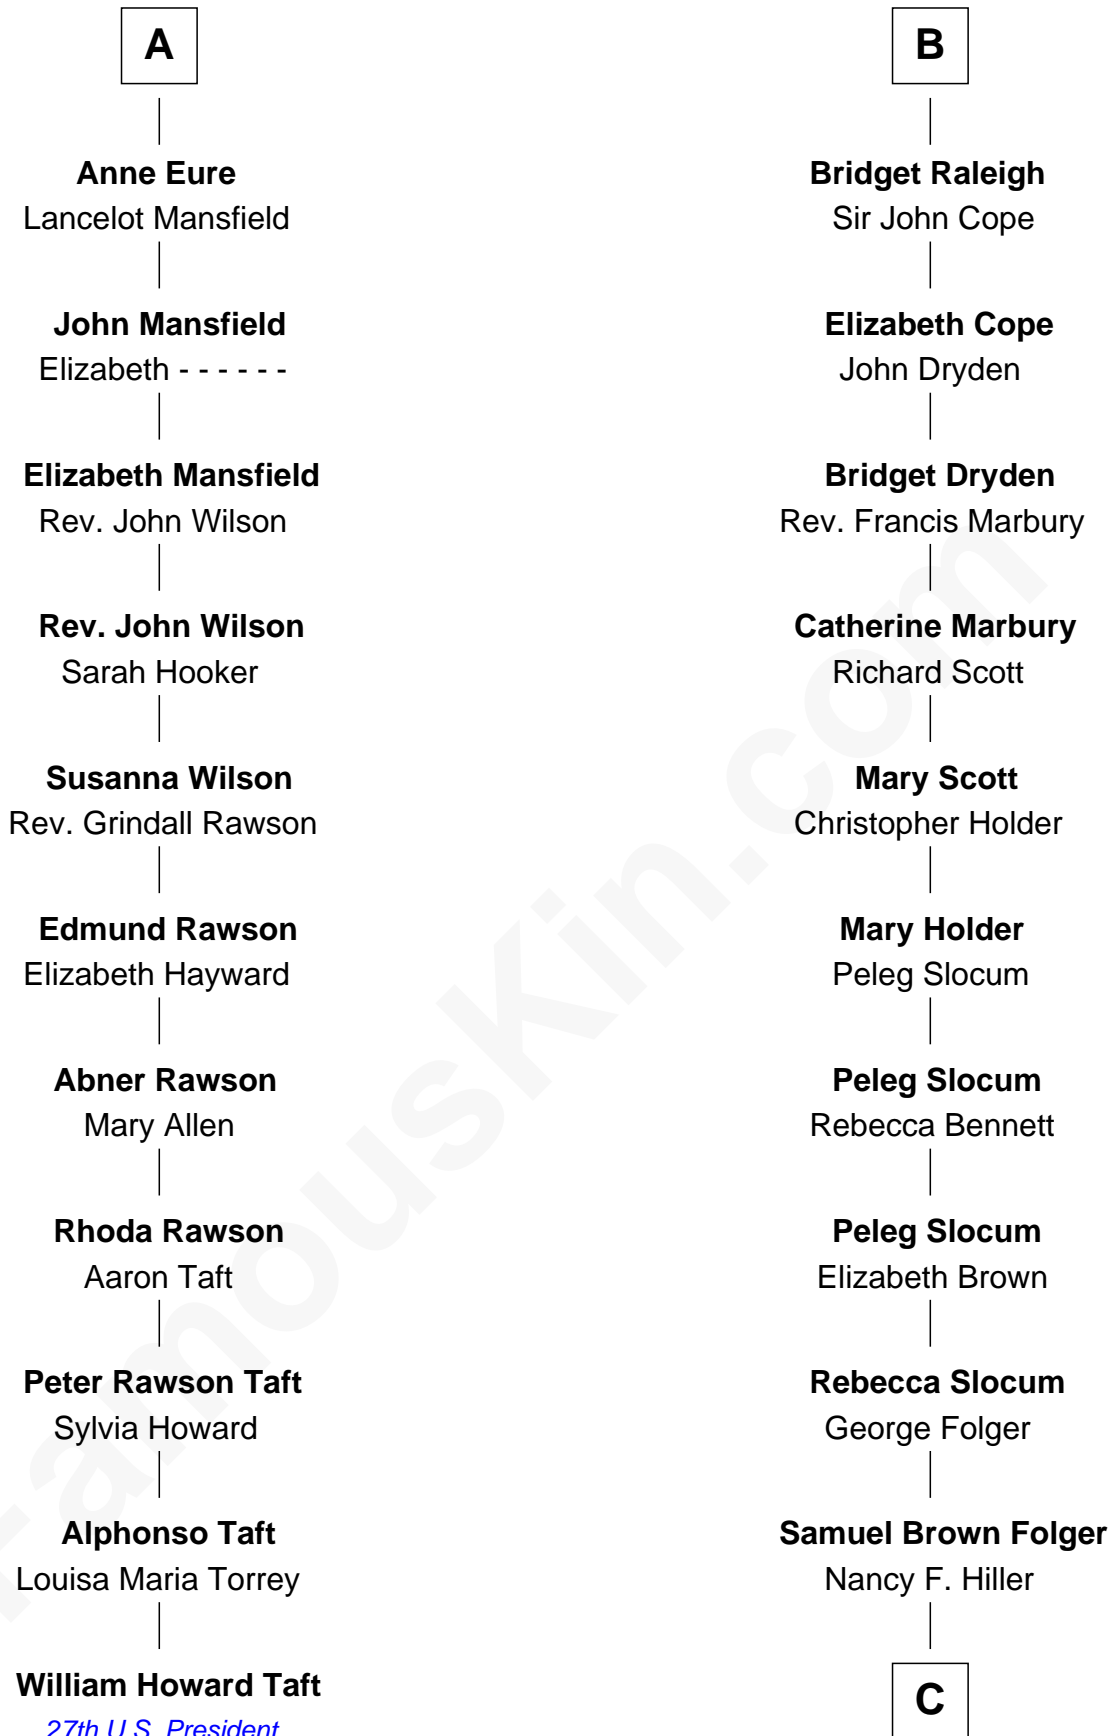 A
Anne Eure
Lancelot Mansfield
John Mansfield
Elizabeth - - - - - -
Elizabeth Mansfield
Rev. John Wilson
Rev. John Wilson
Sarah Hooker
Susanna Wilson
Rev. Grindall Rawson
Edmund Rawson
Elizabeth Hayward
Abner Rawson
Mary Allen
Rhoda Rawson
Aaron Taft
Peter Rawson Taft
Sylvia Howard
Alphonso Taft
Louisa Maria Torrey
William Howard Taft
27th U.S. President
B
Bridget Raleigh
Sir John Cope
Elizabeth Cope
John Dryden
Bridget Dryden
Rev. Francis Marbury
Catherine Marbury
Richard Scott
Mary Scott
Christopher Holder
Mary Holder
Peleg Slocum
Peleg Slocum
Rebecca Bennett
Peleg Slocum
Elizabeth Brown
Rebecca Slocum
George Folger
Samuel Brown Folger
Nancy F. Hiller
C
FamousKin.com